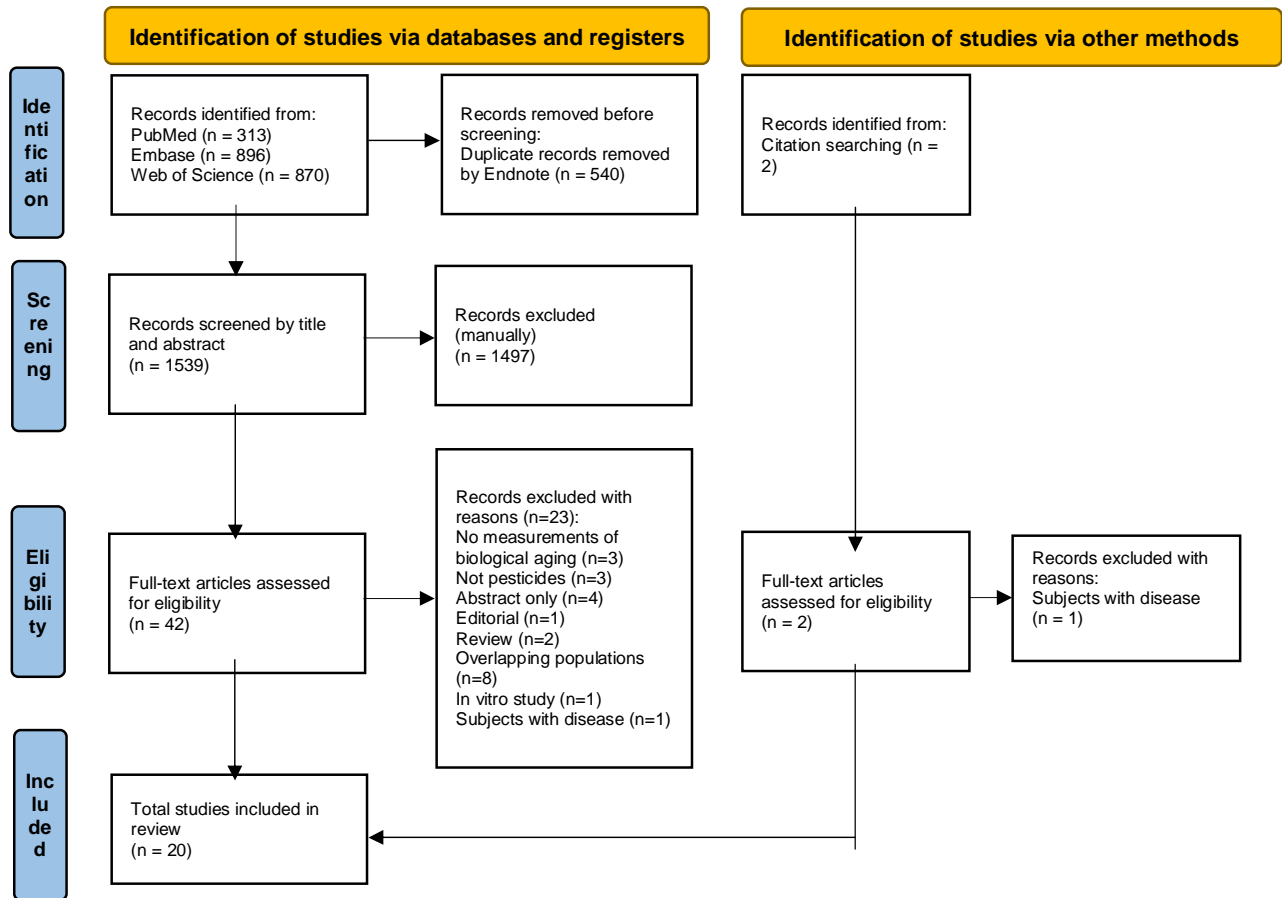 Identification of studies via databases and registers
Identification of studies via other methods
Ide
nti
fic
ati
on
Records identified from:
PubMed (n = 313)
Embase (n = 896)
Web of Science (n = 870)
Records removed before
screening:
Duplicate records removed
by Endnote (n = 540)
Records identified from:
Citation searching (n =
2)
Sc
re
eni
ng
Records screened by title
and abstract
(n = 1539)
Records excluded
(manually)
(n = 1497)
Eli
gi
bili
ty
Full-text articles assessed
for eligibility
(n = 42)
Records excluded with
reasons (n=23):
No measurements of
biological aging (n=3)
Not pesticides (n=3)
Abstract only (n=4)
Editorial (n=1)
Review (n=2)
Overlapping populations
(n=8)
In vitro study (n=1)
Subjects with disease (n=1)
Full-text articles
assessed for eligibility
(n = 2)
Records excluded with
reasons:
Subjects with disease
(n = 1)
Inc
lu
de
d
Total studies included in
review
(n = 20)